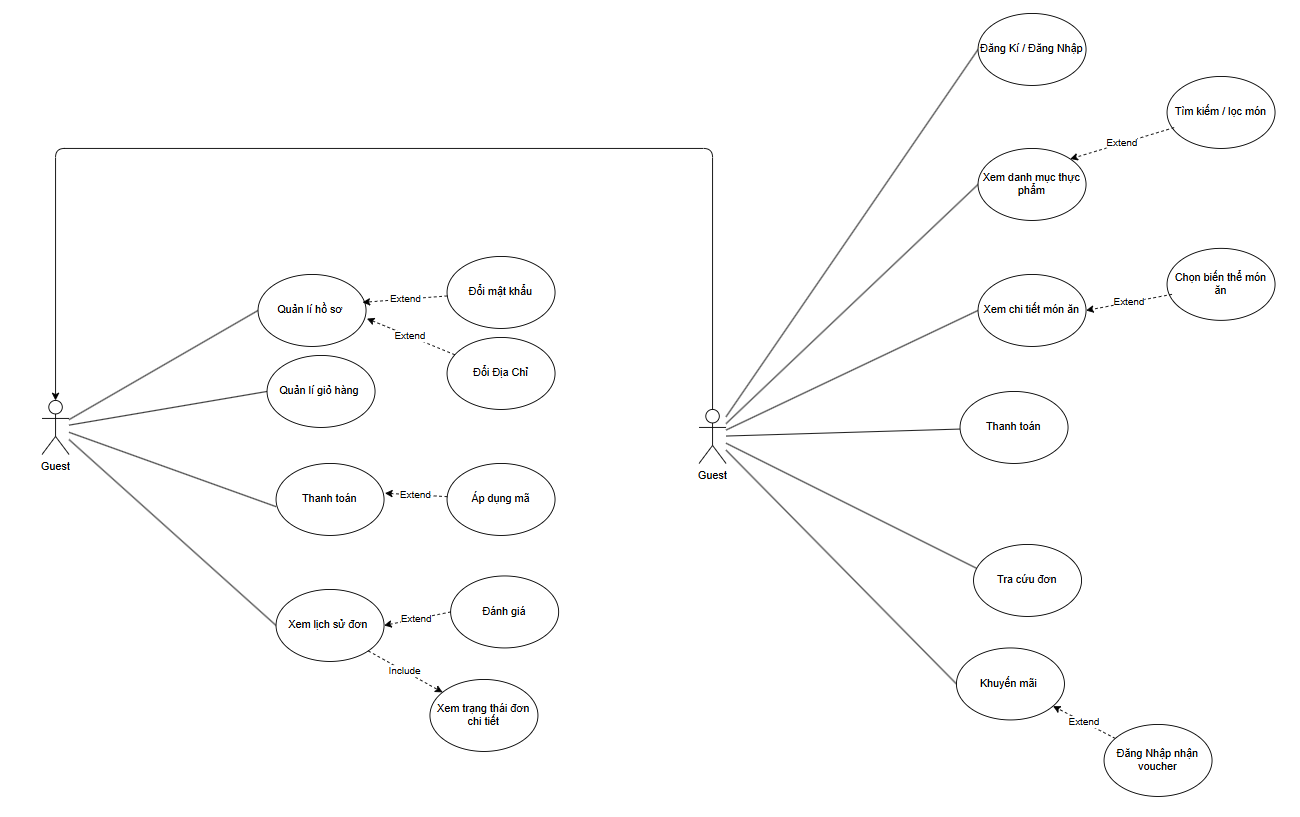 Đăng Kí / Đăng Nhập
Tìm kiếm / lọc món
Extend
Xem danh mục thực
phẩm
Chọn biến thể món
ăn
Extend
Xem chi tiết món ăn
Đổi mật khẩu
Extend
Quản lí hồ sơ
Extend
Đổi Địa Chỉ
Quản lí giỏ hàng
Guest
Thanh toán
Guest
Thanh toán
Extend
Áp dụng mã
Tra cứu đơn
Xem lịch sử đơn
Extend
Đánh giá
Include
Xem trạng thái đơn
chi tiết
Khuyến mãi
Extend
Đăng Nhập nhận
voucher